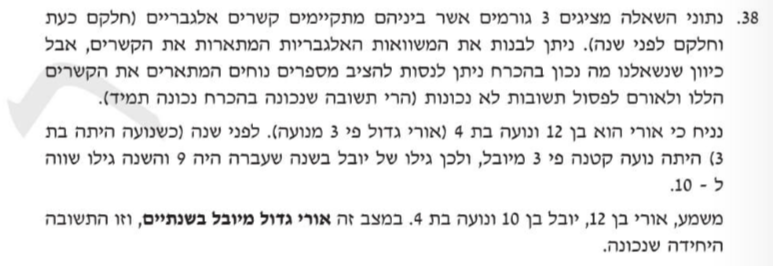 38. נתוני השאלה מציגים 3 גורמים אשר ביניהם מתקיימים קשרים אלגבריים (חלקם כעת
וחלקם לפני שנה). ניתן לבנות את המשוואות האלגבריות המתארות את הקשרים, אבל
כיוון שנשאלנו מה נכון בהכרח ניתן לנסות להציב מספרים נוחים המתארים את הקשרים
הללו ולאורם לפסול תשובות לא נכונות (הרי תשובה שנכונה בהכרח נכונה תמיד).
נניח כי אורי הוא בן 12 ונועה בת 4 (אורי גדול פי 3 מנועה). לפני שנה (כשנועה היתה בת
3) היתה נועה קטנה פי 3 מיובל, ולכן גילו של יובל בשנה שעברה היה 9 והשנה גילו שווה
ל - 10.
משמע, אורי בן 12, יובל בן 10 ונועה בת 4. במצב זה אורי גדול מיובל בשנתיים, וזו התשובה
היחידה שנכונה.